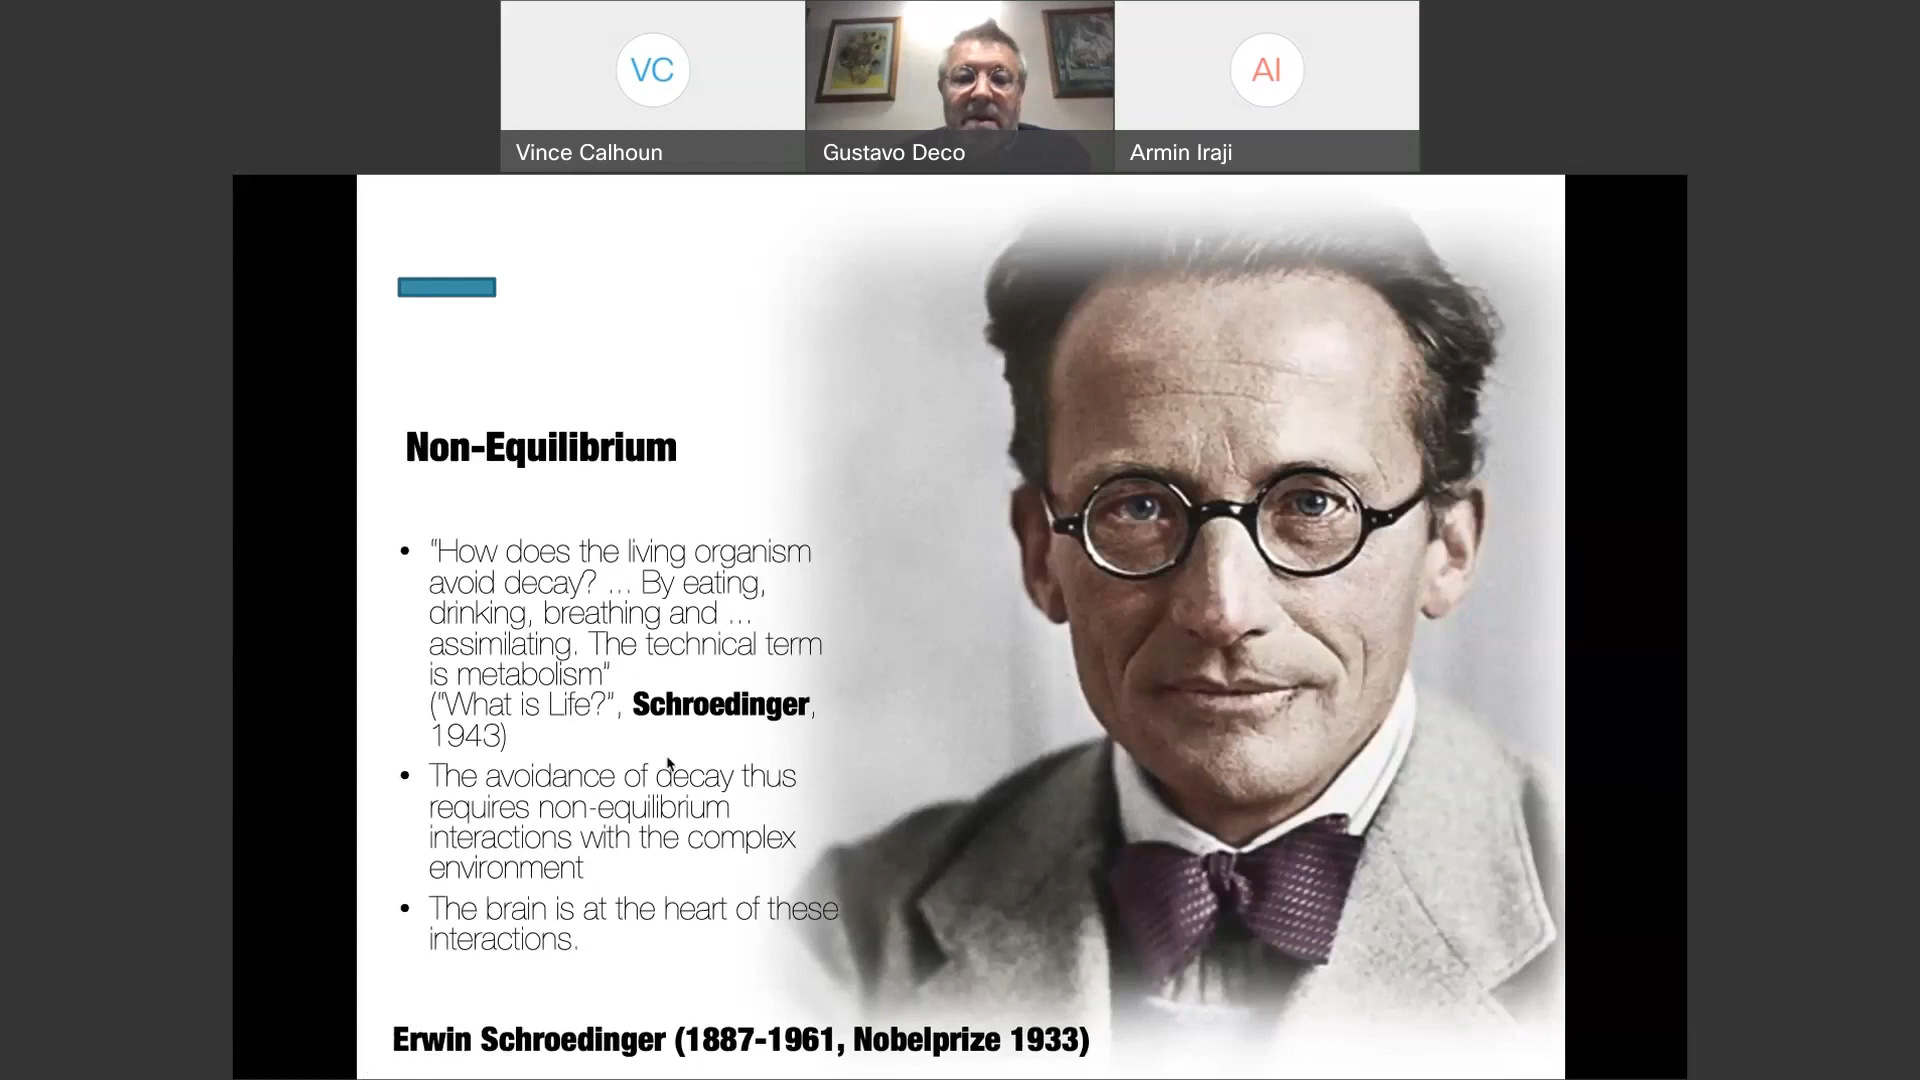 VC
AI
Vince Calhoun
Gustavo Deco
Armin Iraji
Non-Equilibrium
• "How does the living organism
avoid decay? ... By eating,
drinking, breathing and ...
assimilating. The technical term
is metabolism"
("What is Life?", Schroedinger,
1943)
• The avoidance of decay thus
requires non-equilibrium
interactions with the complex
environment
• The brain is at the heart of these
interactions.
Erwin Schroedinger (1887-1961, Nobelprize 1933)